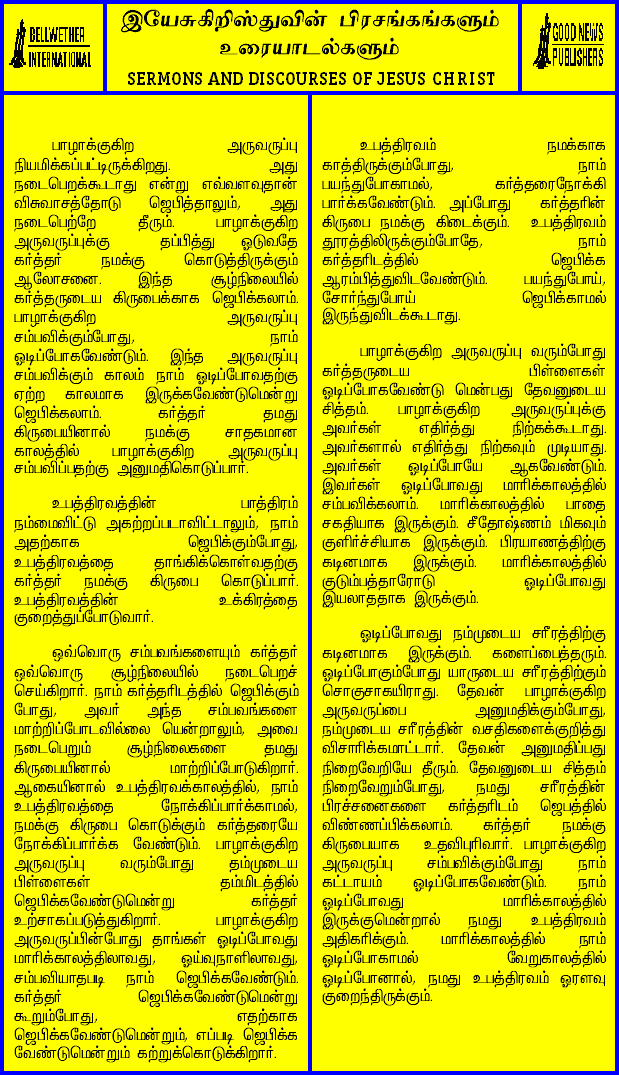 BELLWETHER
INTERNATIONAL
இயேசுகிறிஸ்துவின் பிரசங்கங்களும்
உரையாடல்களும்
SERMONS AND DISCOURSES OF JESUS CHRIST
GOOD NEWS
PUBLISHERS
பாழாக்குகிற அருவருப்பு
நியமிக்கப்பட்டிருக்கிறது. அது
நடைபெறக்கூடாது என்று எவ்வளவுதான்
விசுவாசத்தோடு ஜெபித்தாலும், அது
நடைபெற்றே தீரும். பாழாக்குகிற
அருவருப்புக்கு தப்பித்து ஓடுவதே
கர்த்தர் நமக்கு கொடுத்திருக்கும்
ஆலோசனை. இந்த சூழ்நிலையில்
கர்த்தருடைய கிருபைக்காக ஜெபிக்கலாம்.
பாழாக்குகிற அருவருப்பு
சம்பவிக்கும்போது, நாம்
ஓடிப்போகவேண்டும். இந்த அருவருப்பு
சம்பவிக்கும் காலம் நாம் ஓடிப்போவதற்கு
ஏற்ற காலமாக இருக்கவேண்டுமென்று
ஜெபிக்கலாம். கர்த்தர் தமது
கிருபையினால் நமக்கு சாதகமான
காலத்தில் பாழாக்குகிற அருவருப்பு
சம்பவிப்பதற்கு அனுமதிகொடுப்பார்.
உபத்திரவத்தின் பாத்திரம்
நம்மைவிட்டு அகற்றப்படாவிட்டாலும், நாம்
அதற்காக ஜெபிக்கும்போது,
உபத்திரவத்தை தாங்கிக்கொள்வதற்கு
கர்த்தர் நமக்கு கிருபை கொடுப்பார்.
உபத்திரவத்தின் உக்கிரத்தை
குறைத்துப்போடுவார்.
ஒவ்வொரு சம்பவங்களையும் கர்த்தர்
ஒவ்வொரு சூழ்நிலையில் நடைபெறச்
செய்கிறார். நாம் கர்த்தரிடத்தில் ஜெபிக்கும்
போது, அவர் அந்த சம்பவங்களை
மாற்றிப்போடவில்லை யென்றாலும், அவை
நடைபெறும் சூழ்நிலைகளை தமது
கிருபையினால் மாற்றிப்போடுகிறார்.
ஆகையினால் உபத்திரவக்காலத்தில், நாம்
உபத்திரவத்தை நோக்கிப்பார்க்காமல்,
நமக்கு கிருபை கொடுக்கும் கர்த்தரையே
நோக்கிப்பார்க்க வேண்டும். பாழாக்குகிற
அருவருப்பு வரும்போது தம்முடைய
பிள்ளைகள் தம்மிடத்தில்
ஜெபிக்கவேண்டுமென்று கர்த்தர்
உற்சாகப்படுத்துகிறார். பாழாக்குகிற
அருவருப்பின்போது தாங்கள் ஓடிப்போவது
மாரிக்காலத்திலாவது, ஓய்வுநாளிலாவது,
சம்பவியாதபடி நாம் ஜெபிக்கவேண்டும்.
கர்த்தர் ஜெபிக்கவேண்டுமென்று
கூறும்போது, எதற்காக
ஜெபிக்கவேண்டுமென்றும், எப்படி ஜெபிக்க
வேண்டுமென்றும் கற்றுக்கொடுக்கிறார்.
உபத்திரவம் நமக்காக
காத்திருக்கும்போது, நாம்
பயந்துபோகாமல், கர்த்தரைநோக்கி
பார்க்கவேண்டும். அப்போது கர்த்தரின்
கிருபை நமக்கு கிடைக்கும். உபத்திரவம்
தூரத்திலிருக்கும்போதே, நாம்
கர்த்தரிடத்தில் ஜெபிக்க
ஆரம்பித்துவிடவேண்டும். பயந்துபோய்,
சோர்ந்துபோய் ஜெபிக்காமல்
இருந்துவிடக்கூடாது.
பாழாக்குகிற அருவருப்பு வரும்போது
கர்த்தருடைய பிள்ளைகள்
ஓடிப்போகவேண்டு மென்பது தேவனுடைய
சித்தம். பாழாக்குகிற அருவருப்புக்கு
அவர்கள் எதிர்த்து நிற்கக்கூடாது.
அவர்களால் எதிர்த்து நிற்கவும் முடியாது.
அவர்கள் ஓடிப்போயே ஆகவேண்டும்.
இவர்கள் ஓடிப்போவது மாரிக்காலத்தில்
சம்பவிக்கலாம். மாரிக்காலத்தில் பாதை
சகதியாக இருக்கும். சீதோஷ்ணம் மிகவும்
குளிர்ச்சியாக இருக்கும். பிரயாணத்திற்கு
கடினமாக இருக்கும். மாரிக்காலத்தில்
குடும்பத்தாரோடு ஓடிப்போவது
இயலாததாக இருக்கும்.
ஓடிப்போவது நம்முடைய சரீரத்திற்கு
கடினமாக இருக்கும். களைப்பைத்தரும்.
ஓடிப்போகும்போது யாருடைய சரீரத்திற்கும்
சொகுசாகயிராது. தேவன் பாழாக்குகிற
அருவருப்பை அனுமதிக்கும்போது,
நம்முடைய சரீரத்தின் வசதிகளைக்குறித்து
விசாரிக்கமாட்டார். தேவன் அனுமதிப்பது
நிறைவேறியே தீரும். தேவனுடைய சித்தம்
நிறைவேறும்போது, நமது சரீரத்தின்
பிரச்சனைகளை கர்த்தரிடம் ஜெபத்தில்
விண்ணப்பிக்கலாம். கர்த்தர் நமக்கு
கிருபையாக உதவிபுரிவார். பாழாக்குகிற
அருவருப்பு சம்பவிக்கும்போது நாம்
கட்டாயம் ஓடிப்போகவேண்டும். நாம்
ஓடிப்போவது மாரிக்காலத்தில்
இருக்குமென்றால் நமது உபத்திரவம்
அதிகரிக்கும். மாரிக்காலத்தில் நாம்
ஓடிப்போகாமல் வேறுகாலத்தில்
ஓடிப்போனால், நமது உபத்திரவம் ஓரளவு
குறைந்திருக்கும்.